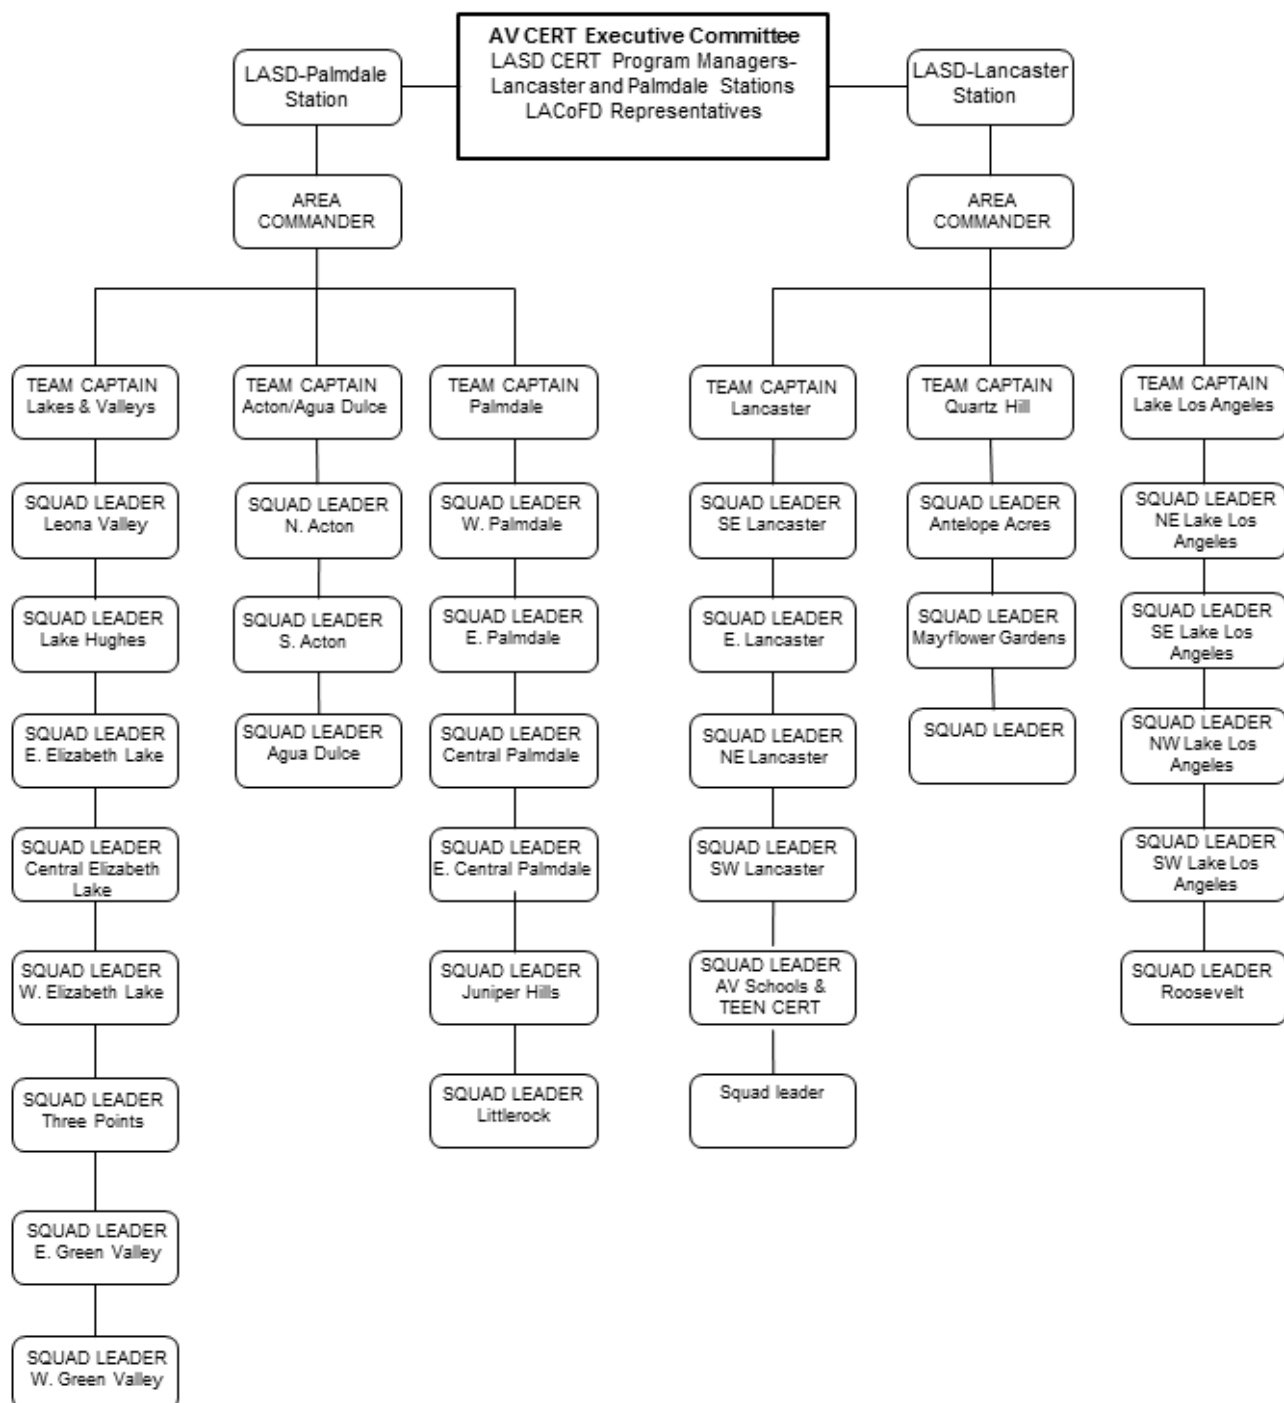 AV CERT Executive Committee
LASD CERT Program Managers-
Lancaster and Palmdale Stations
LACoFD Representatives
LASD-Palmdale
Station
LASD-Lancaster
Station
AREA
COMMANDER
AREA
COMMANDER
TEAM CAPTAIN
Lakes & Valleys
SQUAD LEADER
Leona Valley
SQUAD LEADER
Lake Hughes
SQUAD LEADER
E. Elizabeth Lake
SQUAD LEADER
Central Elizabeth
Lake
SQUAD LEADER
W. Elizabeth Lake
SQUAD LEADER
Three Points
SQUAD LEADER
E. Green Valley
SQUAD LEADER
W. Green Valley
TEAM CAPTAIN
Acton/Agua Dulce
SQUAD LEADER
N. Acton
SQUAD LEADER
S. Acton
SQUAD LEADER
Agua Dulce
TEAM CAPTAIN
Palmdale
SQUAD LEADER
W. Palmdale
SQUAD LEADER
E. Palmdale
SQUAD LEADER
Central Palmdale
SQUAD LEADER
E. Central Palmdale
SQUAD LEADER
Juniper Hills
SQUAD LEADER
Littlerock
TEAM CAPTAIN
Lancaster
SQUAD LEADER
SE Lancaster
SQUAD LEADER
E. Lancaster
SQUAD LEADER
NE Lancaster
SQUAD LEADER
SW Lancaster
SQUAD LEADER
AV Schools &
TEEN CERT
Squad leader
TEAM CAPTAIN
Quartz Hill
SQUAD LEADER
Antelope Acres
SQUAD LEADER
Mayflower Gardens
SQUAD LEADER
TEAM CAPTAIN
Lake Los Angeles
SQUAD LEADER
NE Lake Los
Angeles
SQUAD LEADER
SE Lake Los
Angeles
SQUAD LEADER
NW Lake Los
Angeles
SQUAD LEADER
SW Lake Los
Angeles
SQUAD LEADER
Roosevelt